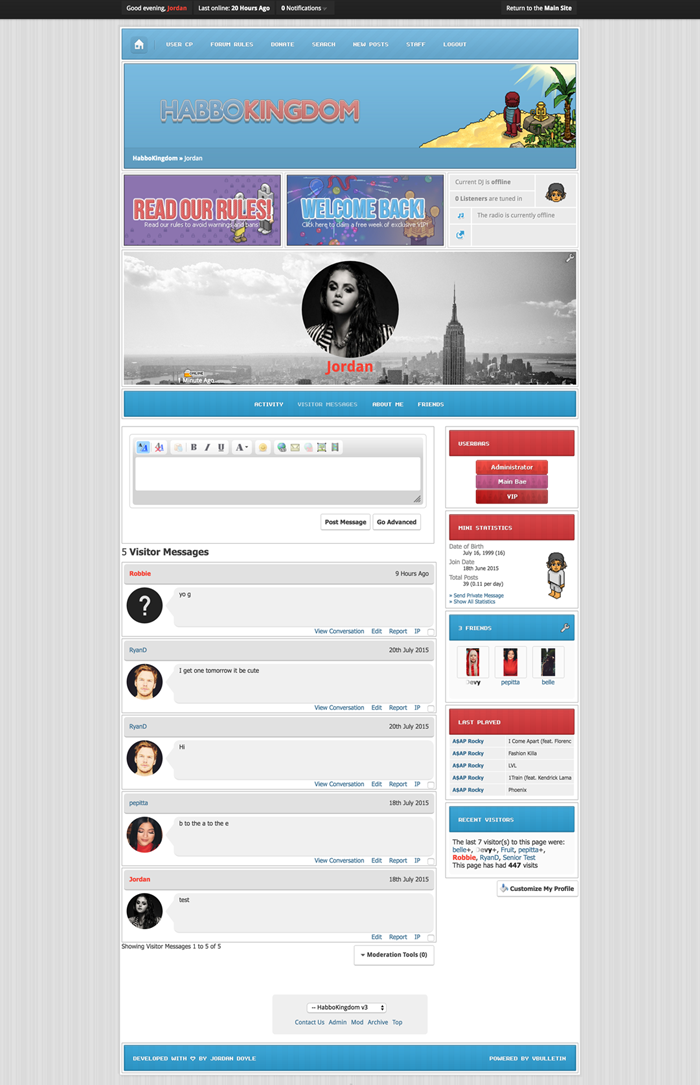 Good evening, Jordan Last online: 20 Hours Ago 0 Notifications Return to the Main Site
USER CP FORUM RULES DONATE SEARCH NEW POSTS STAFF LOGOUT
HABBOKINGDOM
HabboKingdom » Jordan
READ OUR RULES!
Read our rules to avoid warnings and bans!
WELCOME BACK!
Click here to claim a free week of exclusive VIP!
Current DJ is offline
0 Listeners are tuned in
The radio is currently offline
Jordan
1 Minute Ago
ACTIVITY VISITOR MESSAGES ABOUT ME FRIENDS
Post Message Go Advanced
5 Visitor Messages
Robbie 9 Hours Ago
yo g
View Conversation Edit Report IP
RyanD 20th July 2015
I get one tomorrow it be cute
View Conversation Edit Report IP
RyanD 20th July 2015
Hi
View Conversation Edit Report IP
pepitta 18th July 2015
b to the a to the e
View Conversation Edit Report IP
Jordan 18th July 2015
test
Edit Report IP
Showing Visitor Messages 1 to 5 of 5
Moderation Tools (0)
USERBARS
Administrator
Main Bae
VIP
MINI STATISTICS
Date of Birth
July 16, 1999 (16)
Join Date
18th June 2015
Total Posts
39 (0.11 per day)
» Send Private Message
» Show All Statistics
3 FRIENDS
pepitta belle
LAST PLAYED
A$AP Rocky I Come Apart (feat. Florenc
A$AP Rocky Fashion Killa
A$AP Rocky LVL
A$AP Rocky 1Train (feat. Kendrick Lama
A$AP Rocky Phoenix
RECENT VISITORS
The last 7 visitor(s) to this page were:
belle+, Fruit, pepitta+,
Robbie, RyanD, Senior Test
This page has had 447 visits
Customize My Profile
-- HabboKingdom v3
Contact Us Admin Mod Archive Top
DEVELOPED WITH ♡ BY JORDAN DOYLE POWERED BY VBULLETIN